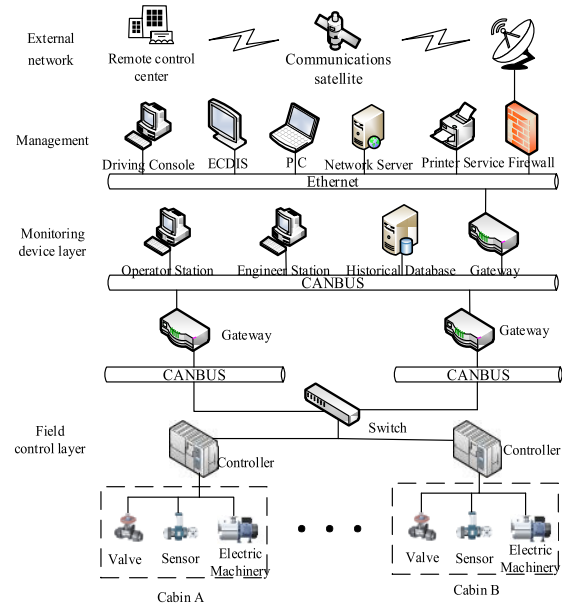 External
network
Remote control
center
Communications
satellite
Management
Driving Console
ECDIS
PIC
Network Server
Printer Service
Firewall
Ethernet
Monitoring
device layer
Operator Station
Engineer Station
Historical Database
Gateway
CANBUS
Gateway
Gateway
CANBUS
CANBUS
Switch
Field
control layer
Controller
Controller
Valve
Sensor
Electric
Machinery
Valve
Sensor
Electric
Machinery
Cabin A
Cabin B